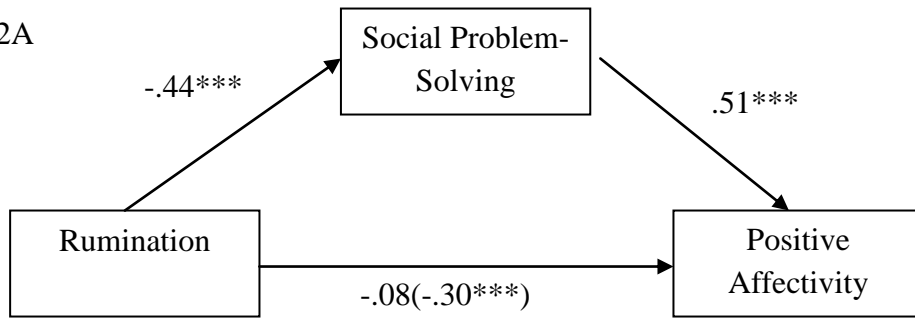 2A
Social Problem-
Solving
-.44***
.51***
Rumination
Positive
Affectivity
-.08(-.30***)